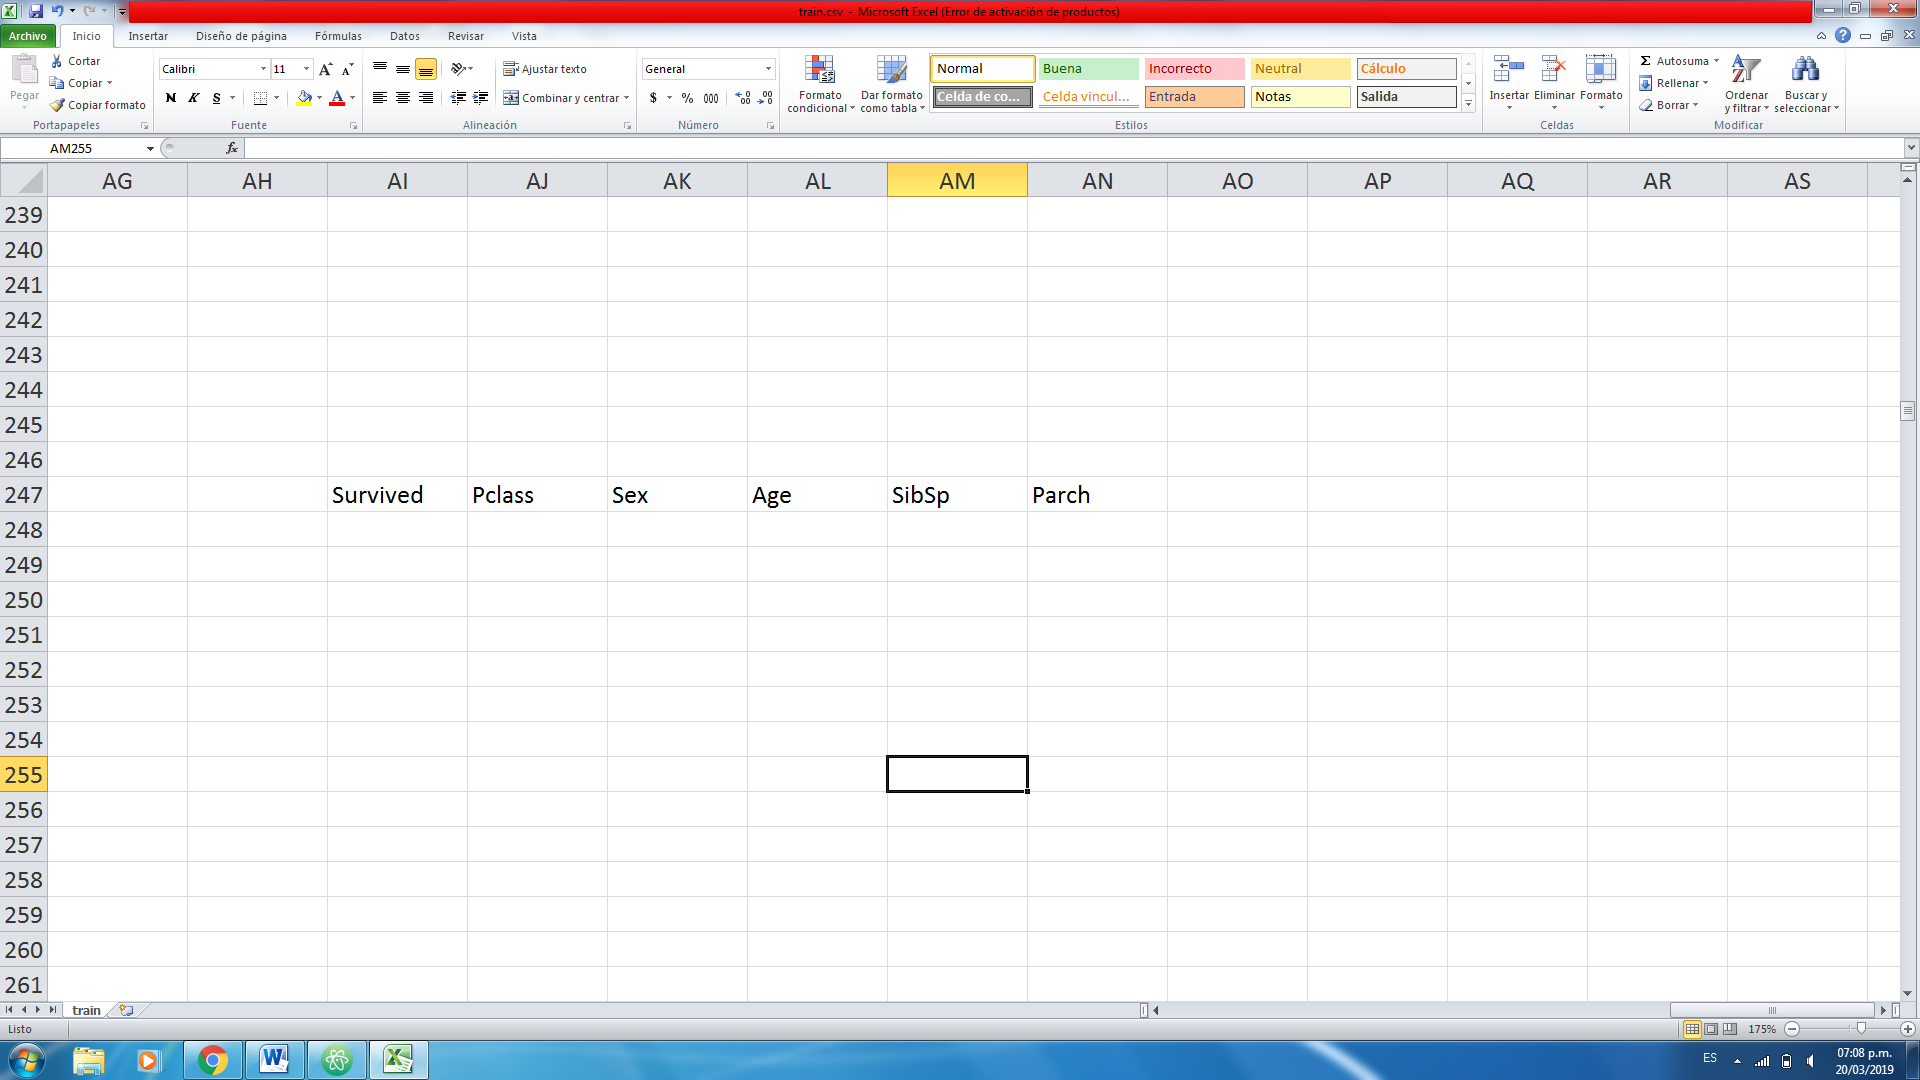 train.csv - Microsoft Excel (Error de activación de productos)
Archivo Inicio Insertar Diseño de página Fórmulas Datos Revisar Vista
Pegar Cortar Copiar Copiar formato
Portapapeles
Calibri 11
N K S
Fuente
Ajustar texto
Combinar y centrar
Alineación
General
$ % 000
Número
Formato condicional Dar formato como tabla
Normal Buena Incorrecto Neutral Cálculo
Celda de co... Celda vincul... Entrada Notas Salida
Estilos
Insertar Eliminar Formato
Celdas
Autosuma
Rellenar
Borrar
Ordenar y filtrar Buscar y seleccionar
Modificar
AM255 fx
AG AH AI AJ AK AL AM AN AO AP AQ AR AS
239
240
241
242
243
244
245
246
247 Survived Pclass Sex Age SibSp Parch
248
249
250
251
252
253
254
255
256
257
258
259
260
261
train
Listo 175%
ES 07:08 p.m.
20/03/2019